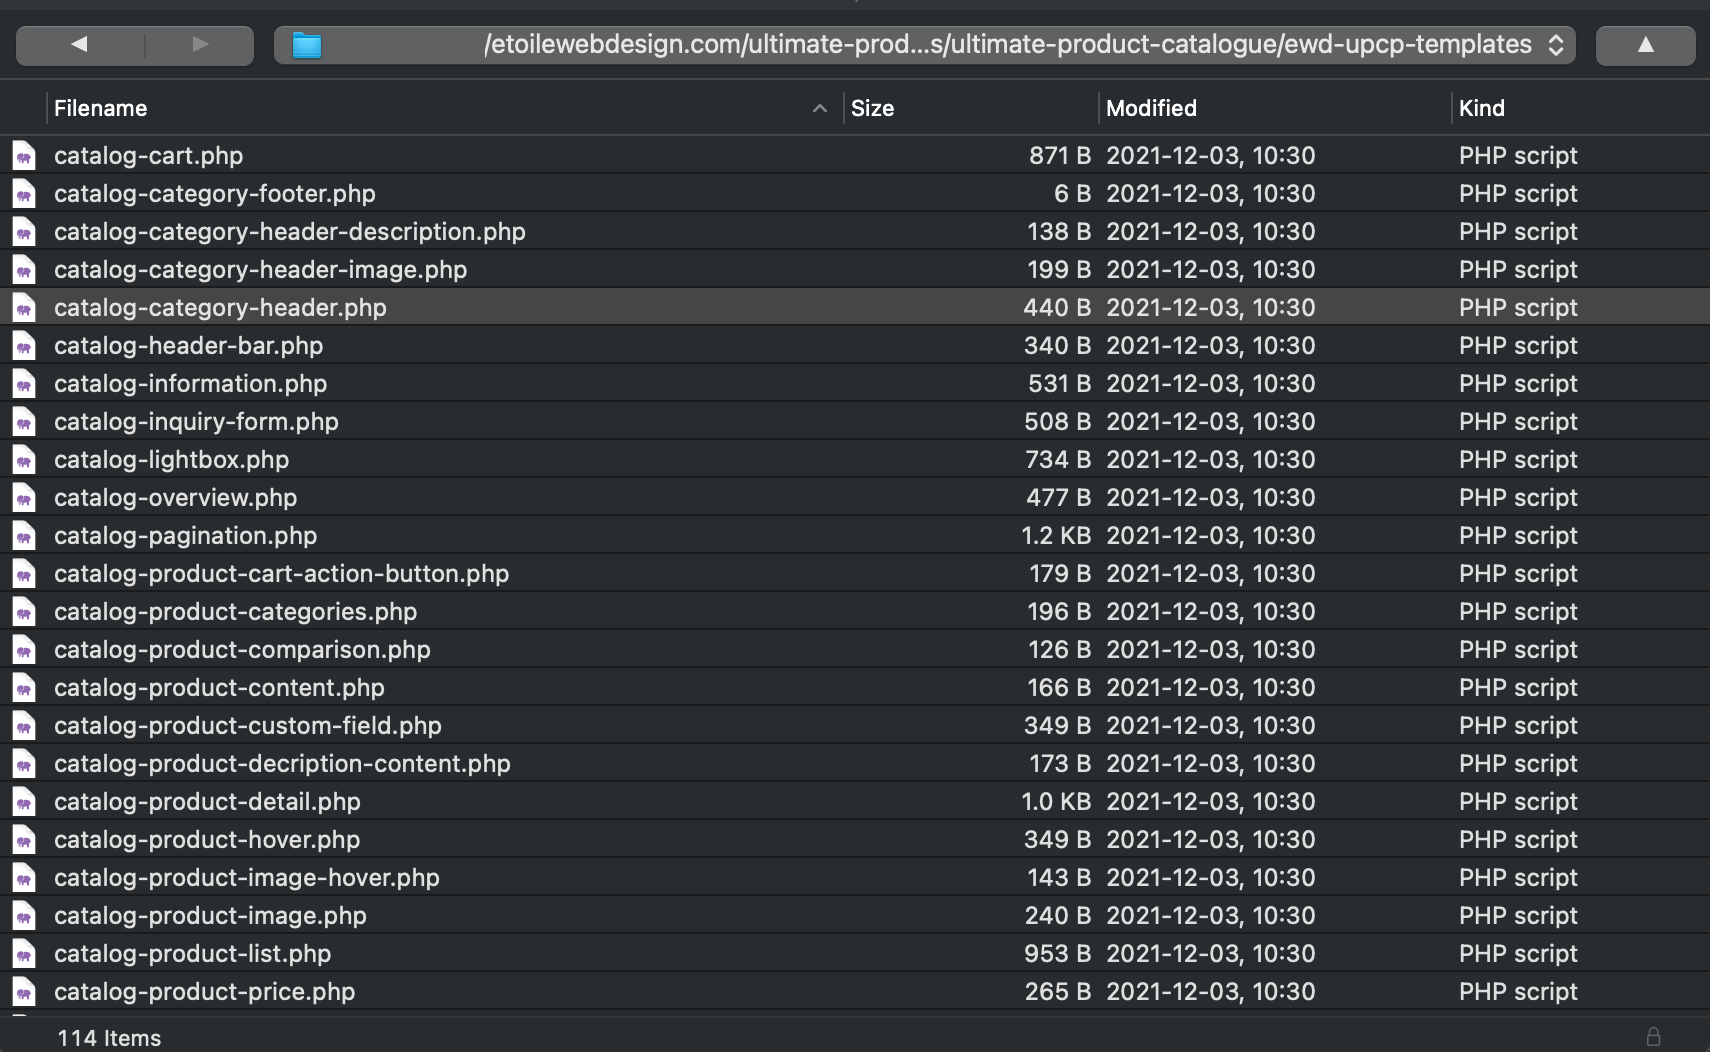 /etoilewebdesign.com/ultimate-prod...s/ultimate-product-catalogue/ewd-upcp-templates
Filename Size Modified Kind
catalog-cart.php 871 B 2021-12-03, 10:30 PHP script
catalog-category-footer.php 6 B 2021-12-03, 10:30 PHP script
catalog-category-header-description.php 138 B 2021-12-03, 10:30 PHP script
catalog-category-header-image.php 199 B 2021-12-03, 10:30 PHP script
catalog-category-header.php 440 B 2021-12-03, 10:30 PHP script
catalog-header-bar.php 340 B 2021-12-03, 10:30 PHP script
catalog-information.php 531 B 2021-12-03, 10:30 PHP script
catalog-inquiry-form.php 508 B 2021-12-03, 10:30 PHP script
catalog-lightbox.php 734 B 2021-12-03, 10:30 PHP script
catalog-overview.php 477 B 2021-12-03, 10:30 PHP script
catalog-pagination.php 1.2 KB 2021-12-03, 10:30 PHP script
catalog-product-cart-action-button.php 179 B 2021-12-03, 10:30 PHP script
catalog-product-categories.php 196 B 2021-12-03, 10:30 PHP script
catalog-product-comparison.php 126 B 2021-12-03, 10:30 PHP script
catalog-product-content.php 166 B 2021-12-03, 10:30 PHP script
catalog-product-custom-field.php 349 B 2021-12-03, 10:30 PHP script
catalog-product-decription-content.php 173 B 2021-12-03, 10:30 PHP script
catalog-product-detail.php 1.0 KB 2021-12-03, 10:30 PHP script
catalog-product-hover.php 349 B 2021-12-03, 10:30 PHP script
catalog-product-image-hover.php 143 B 2021-12-03, 10:30 PHP script
catalog-product-image.php 240 B 2021-12-03, 10:30 PHP script
catalog-product-list.php 953 B 2021-12-03, 10:30 PHP script
catalog-product-price.php 265 B 2021-12-03, 10:30 PHP script
114 Items